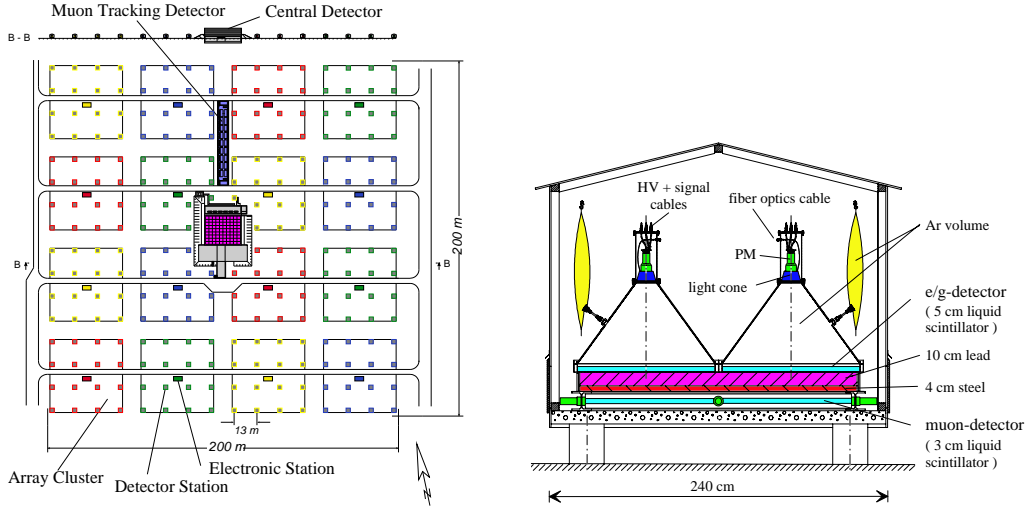 Muon Tracking Detector
Central Detector
B - B
B
B
200 m
13 m
200 m
Array Cluster
Detector Station
Electronic Station
HV + signal
cables
fiber optics cable
PM
light cone
Ar volume
e/g-detector
( 5 cm liquid
scintillator )
10 cm lead
4 cm steel
muon-detector
( 3 cm liquid
scintillator )
240 cm